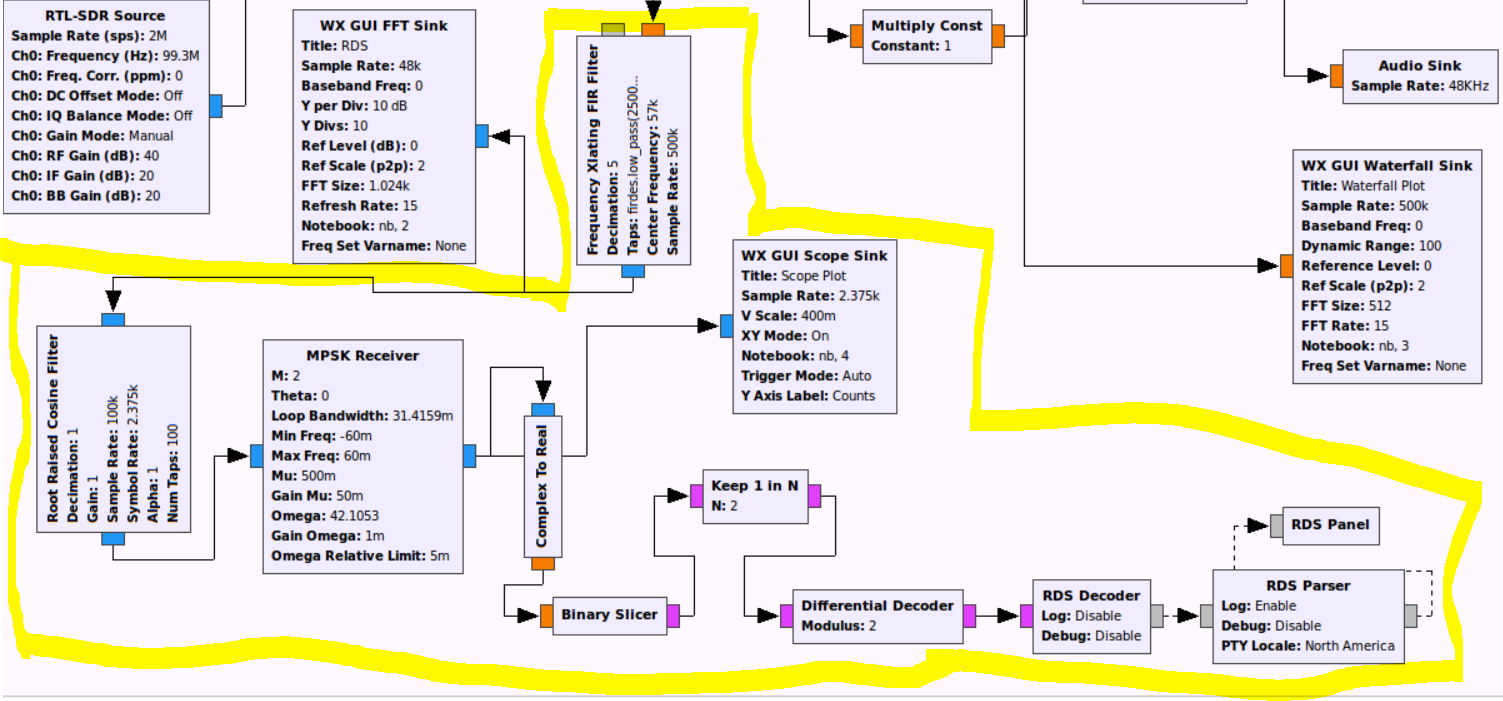 RTL-SDR Source
Sample Rate (sps): 2M
Ch0: Frequency (Hz): 99.3M
Ch0: Freq. Corr. (ppm): 0
Ch0: DC Offset Mode: Off
Ch0: IQ Balance Mode: Off
Ch0: Gain Mode: Manual
Ch0: RF Gain (dB): 40
Ch0: IF Gain (dB): 20
Ch0: BB Gain (dB): 20
WX GUI FFT Sink
Title: RDS
Sample Rate: 48k
Baseband Freq: 0
Y per Div: 10 dB
Y Divs: 10
Ref Level (dB): 0
Ref Scale (p2p): 2
FFT Size: 1.024k
Refresh Rate: 15
Notebook: nb, 2
Freq Set Varname: None
Frequency Xlating FIR Filter
Decimation: 5
Taps: firdes.low_pass(2500...
Center Frequency: 57k
Sample Rate: 500k
Multiply Const
Constant: 1
Audio Sink
Sample Rate: 48KHz
WX GUI Waterfall Sink
Title: Waterfall Plot
Sample Rate: 500k
Baseband Freq: 0
Dynamic Range: 100
Reference Level: 0
Ref Scale (p2p): 2
FFT Size: 512
FFT Rate: 15
Notebook: nb, 3
Freq Set Varname: None
WX GUI Scope Sink
Title: Scope Plot
Sample Rate: 2.375k
V Scale: 400m
XY Mode: On
Notebook: nb, 4
Trigger Mode: Auto
Y Axis Label: Counts
Root Raised Cosine Filter
Decimation: 1
Gain: 1
Sample Rate: 100k
Symbol Rate: 2.375k
Alpha: 1
Num Taps: 100
MPSK Receiver
M: 2
Theta: 0
Loop Bandwidth: 31.4159m
Min Freq: -60m
Max Freq: 60m
Mu: 500m
Gain Mu: 50m
Omega: 42.1053
Gain Omega: 1m
Omega Relative Limit: 5m
Complex To Real
Binary Slicer
Keep 1 in N
N: 2
Differential Decoder
Modulus: 2
RDS Decoder
Log: Disable
Debug: Disable
RDS Panel
RDS Parser
Log: Enable
Debug: Disable
PTY Locale: North America